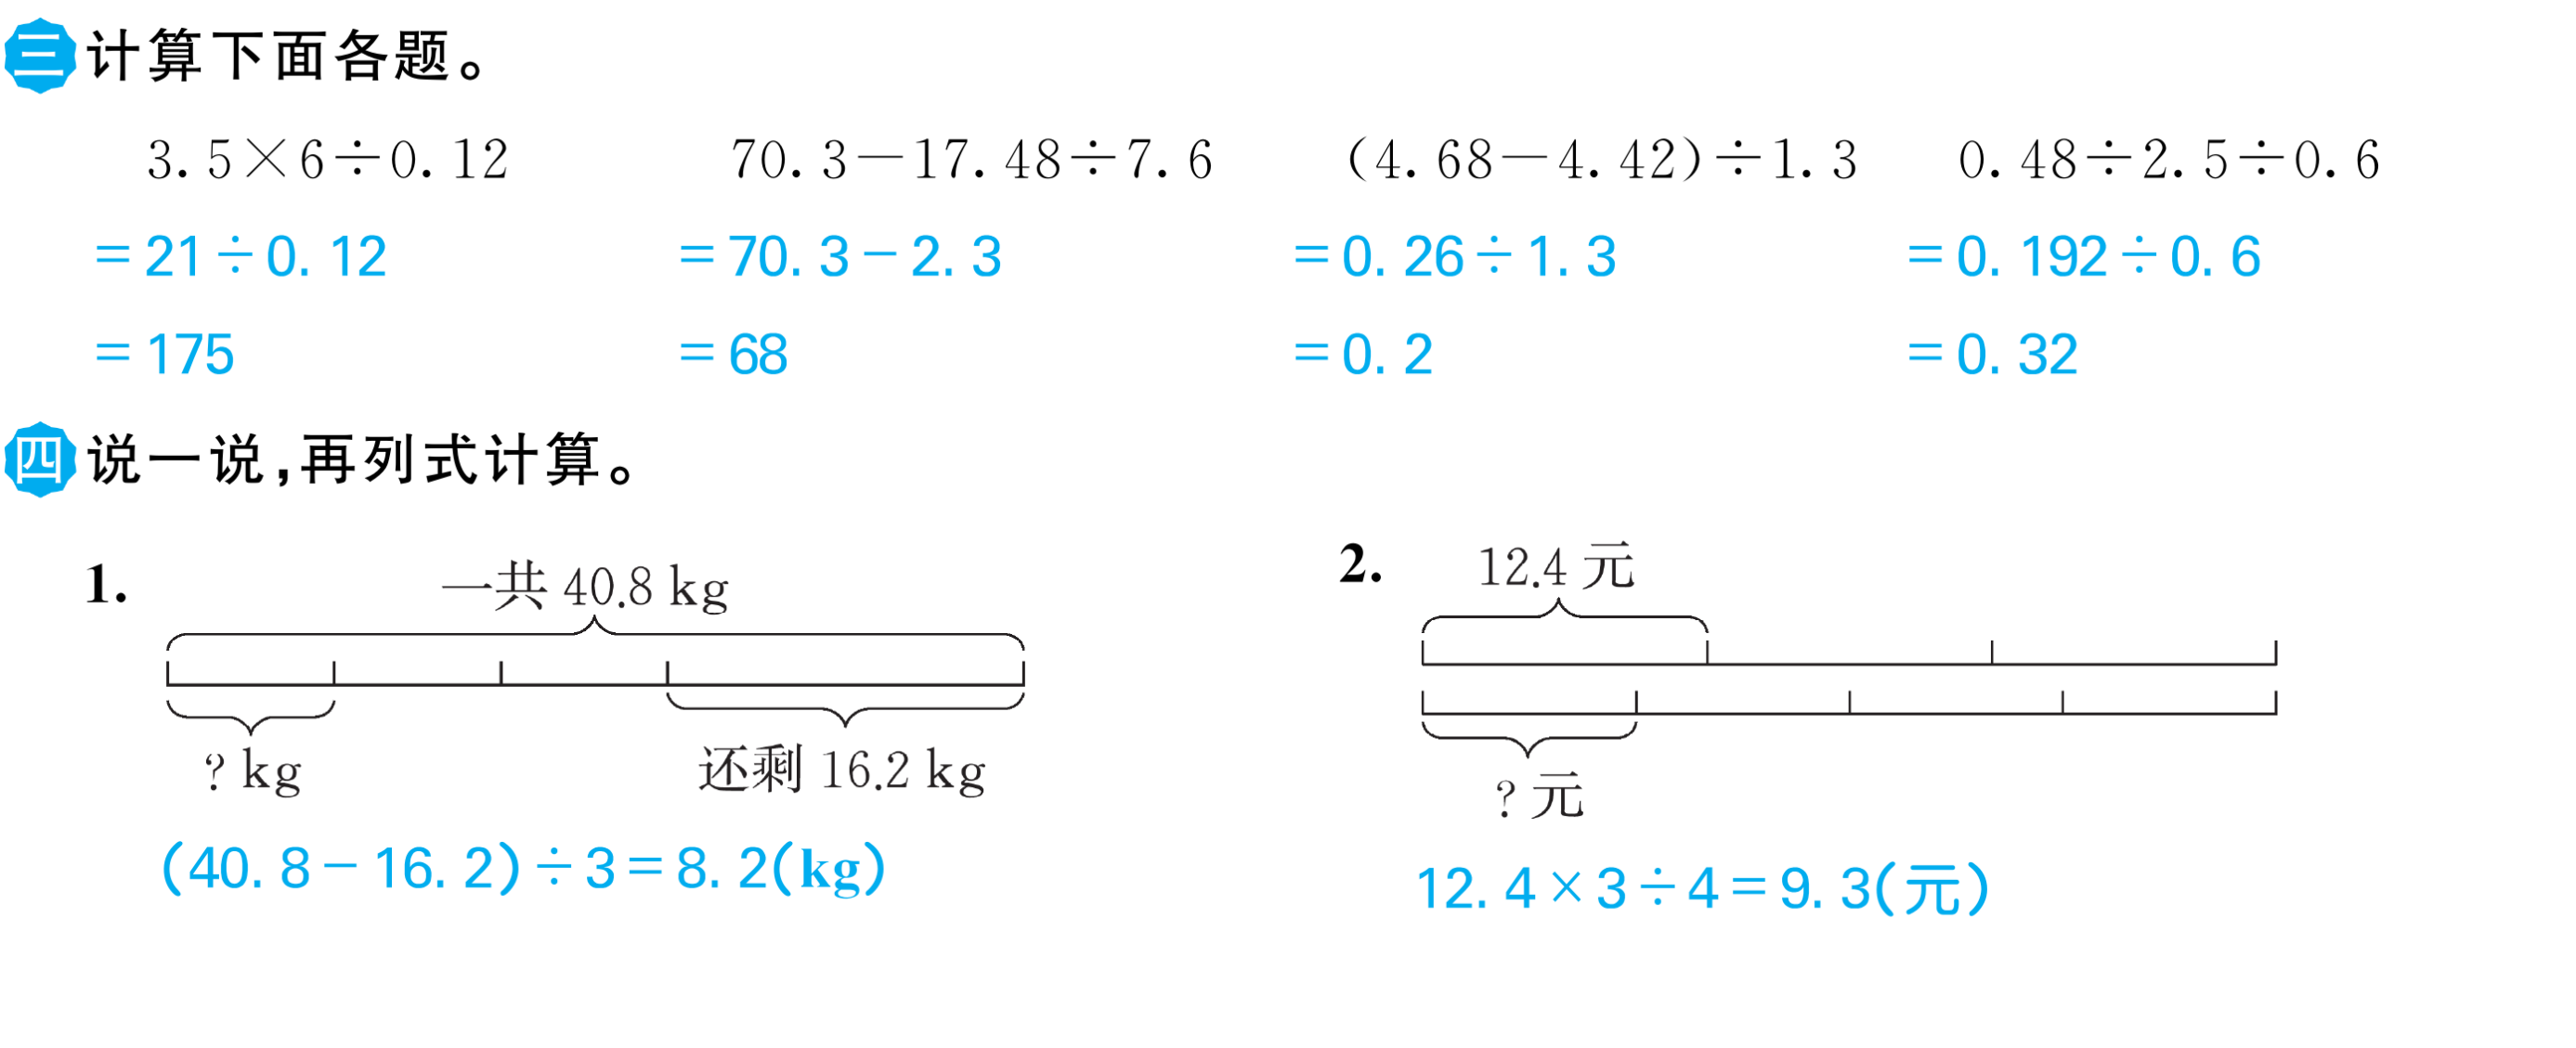 三 计算下面各题。
3.5×6÷0.12 70.3-17.48÷7.6 (4.68-4.42)÷1.3 0.48÷2.5÷0.6
=21÷0.12 =70.3-2.3 =0.26÷1.3 =0.192÷0.6
=175 =68 =0.2 =0.32
四 说一说,再列式计算。
1. 一共 40.8 kg
? kg 还剩 16.2 kg
(40.8-16.2)÷3=8.2(kg)
2. 12.4 元
? 元
12.4×3÷4=9.3(元)